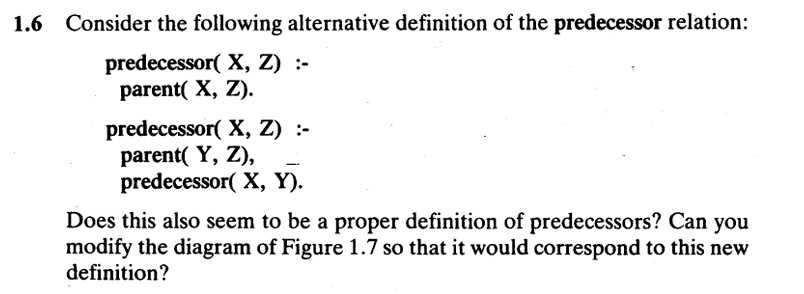 1.6 Consider the following alternative definition of the predecessor relation:
predecessor( X, Z) :-
parent( X, Z).
predecessor( X, Z) :-
parent( Y, Z),
predecessor( X, Y).
Does this also seem to be a proper definition of predecessors? Can you
modify the diagram of Figure 1.7 so that it would correspond to this new
definition?